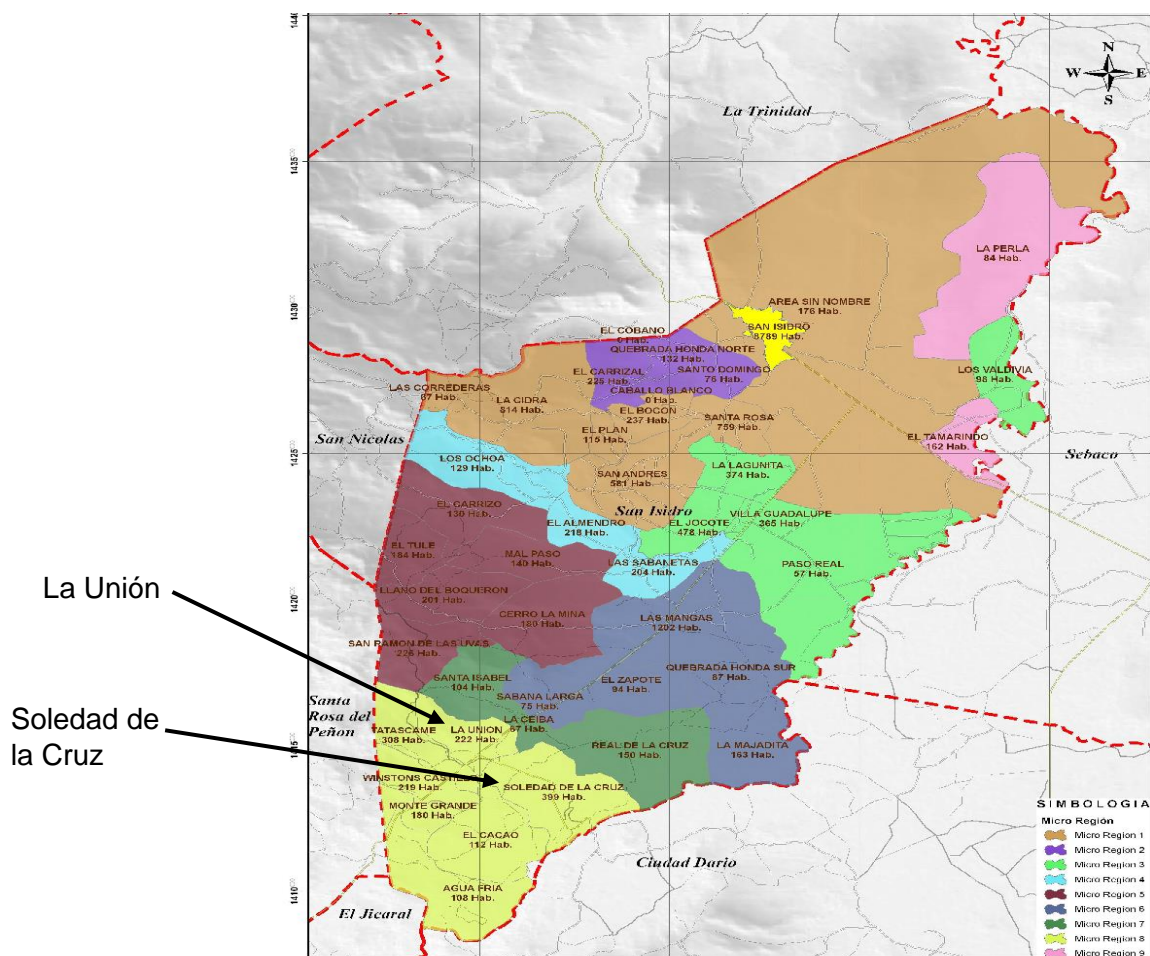 N
W E
S
1440
La Trinidad
1435
LA PERLA
84 Hab.
1430
AREA SIN NOMBRE
176 Hab.
EL COBANO
0 Hab.
SAN ISIDRO
8789 Hab.
QUEBRADA HONDA NORTE
132 Hab.
EL CARRIZAL
225 Hab.
SANTO DOMINGO
76 Hab.
CABALLO BLANCO
0 Hab.
LOS VALDIVIA
98 Hab.
LAS CORREDERAS
67 Hab.
LA CIDRA
514 Hab.
EL BOCON
237 Hab.
SANTA ROSA
759 Hab.
EL PLAN
115 Hab.
EL TAMARINDO
162 Hab.
San Nicolas
1425
Sebaco
LOS OCHOA
129 Hab.
LA LAGUNITA
374 Hab.
SAN ANDRES
581 Hab.
EL CARRIZO
130 Hab.
San Isidro
VILLA GUADALUPE
365 Hab.
EL ALMENDRO
218 Hab.
EL JOCOTE
478 Hab.
EL TULE
184 Hab.
MAL PASO
140 Hab.
LAS SABANETAS
204 Hab.
PASO REAL
57 Hab.
La Unión
1420
LLANO DEL BOQUERON
201 Hab.
CERRO LA MINA
180 Hab.
LAS MANGAS
1202 Hab.
SAN RAMON DE LAS UVAS
226 Hab.
SANTA ISABEL
104 Hab.
EL ZAPOTE
94 Hab.
QUEBRADA HONDA SUR
87 Hab.
SABANA LARGA
75 Hab.
Santa
Rosa del
Peñon
Soledad de
la Cruz
LA CEIBA
67 Hab.
TATASCAME
308 Hab.
LA UNION
222 Hab.
1415
REAL DE LA CRUZ
150 Hab.
LA MAJADITA
163 Hab.
WINSTONS CASTILLO
219 Hab.
SOLEDAD DE LA CRUZ
399 Hab.
MONTE GRANDE
180 Hab.
EL CACAO
112 Hab.
Ciudad Dario
1410
AGUA FRIA
108 Hab.
El Jicaral
SIMBOLOGIA
Micro Región
Micro Region 1
Micro Region 2
Micro Region 3
Micro Region 4
Micro Region 5
Micro Region 6
Micro Region 7
Micro Region 8
Micro Region 9